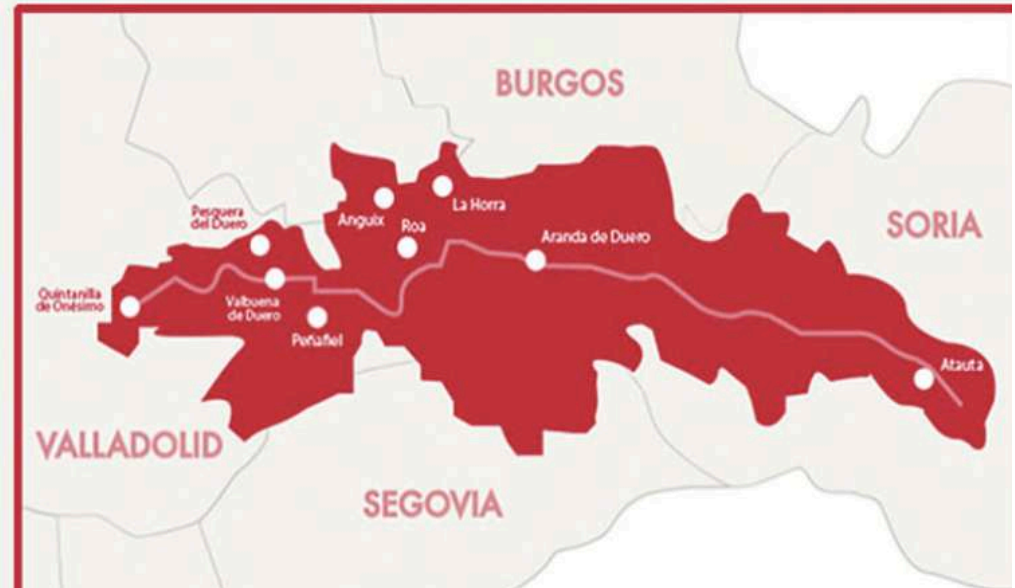 BURGOS
SORIA
La Horra
Anguix
Roa
Pesquera
del Duero
Aranda de Duero
Quintanilla
de Onésimo
Valbuena
de Duero
Peñafiel
Atauta
VALLADOLID
SEGOVIA